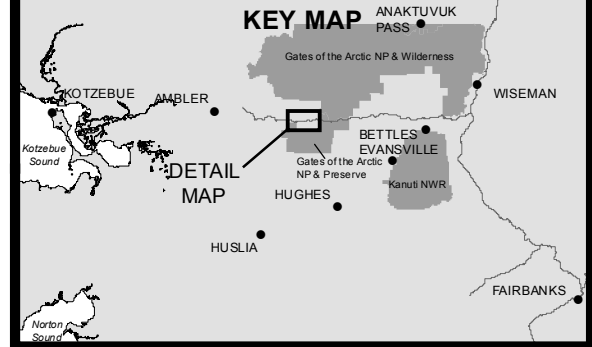 KEY MAP
ANAKTUVUK
PASS
Gates of the Arctic NP & Wilderness
KOTZEBUE
AMBLER
WISEMAN
Kotzebue
Sound
BETTLES
EVANSVILLE
DETAIL
MAP
Gates of the Arctic
NP & Preserve
Kanuti NWR
HUGHES
HUSLIA
FAIRBANKS
Norton
Sound